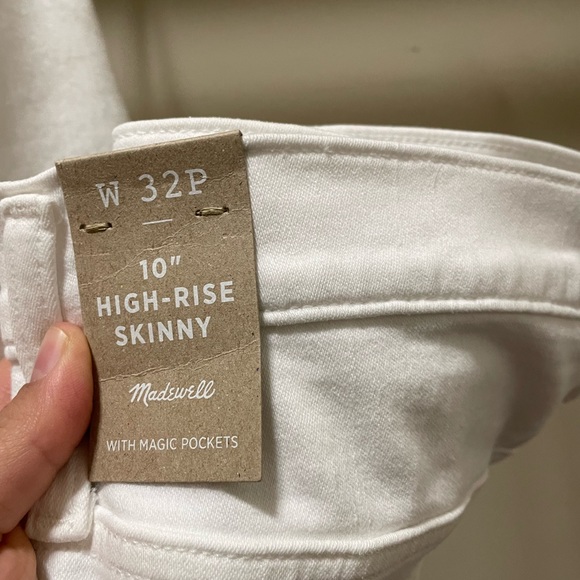 W 32P
—
10"
HIGH-RISE
SKINNY
Madewell
WITH MAGIC POCKETS